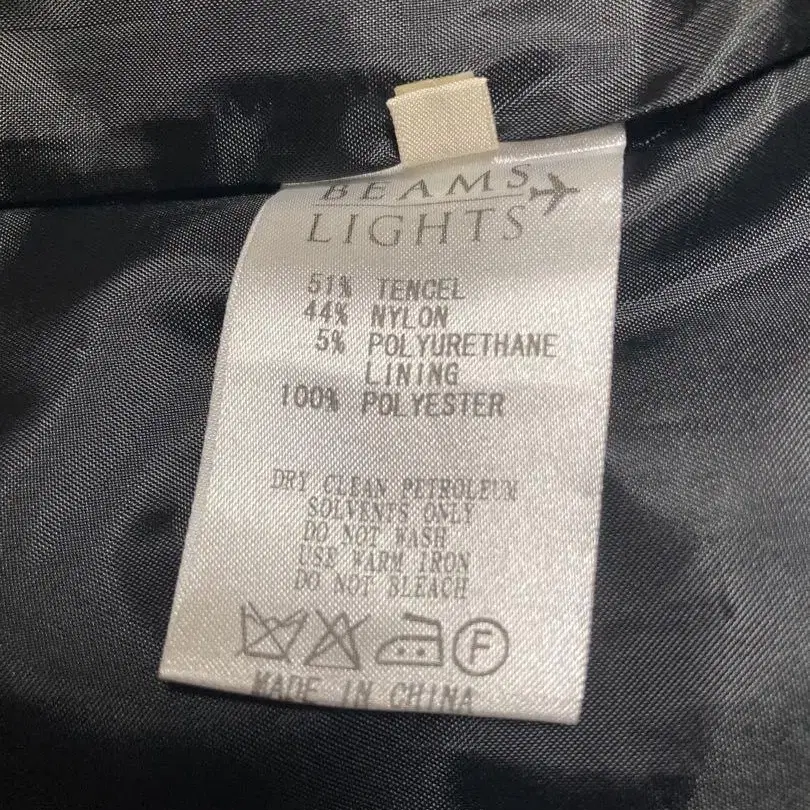 BEAMS
LIGHTS
51% TENCEL
44% NYLON
5% POLYURETHANE
LINING
100% POLYESTER
DRY CLEAN PETROLEUM
SOLVENTS ONLY
DO NOT WASH
USE WARM IRON
DO NOT BLEACH
F
MADE IN CHINA